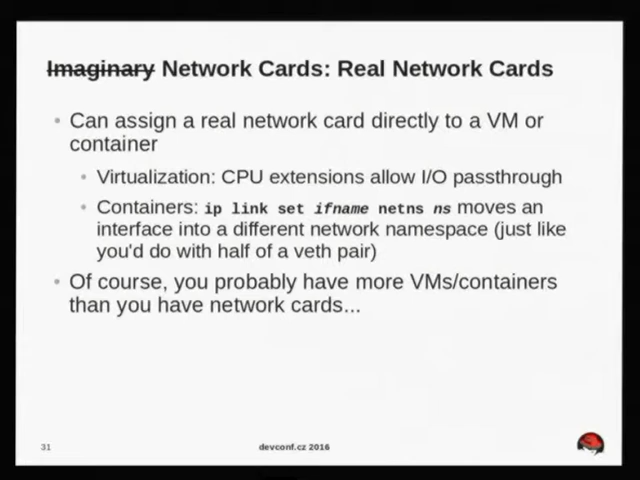 Imaginary Network Cards: Real Network Cards
• Can assign a real network card directly to a VM or
container
• Virtualization: CPU extensions allow I/O passthrough
• Containers: ip link set ifname netns ns moves an
interface into a different network namespace (just like
you'd do with half of a veth pair)
• Of course, you probably have more VMs/containers
than you have network cards...
31
devconf.cz 2016